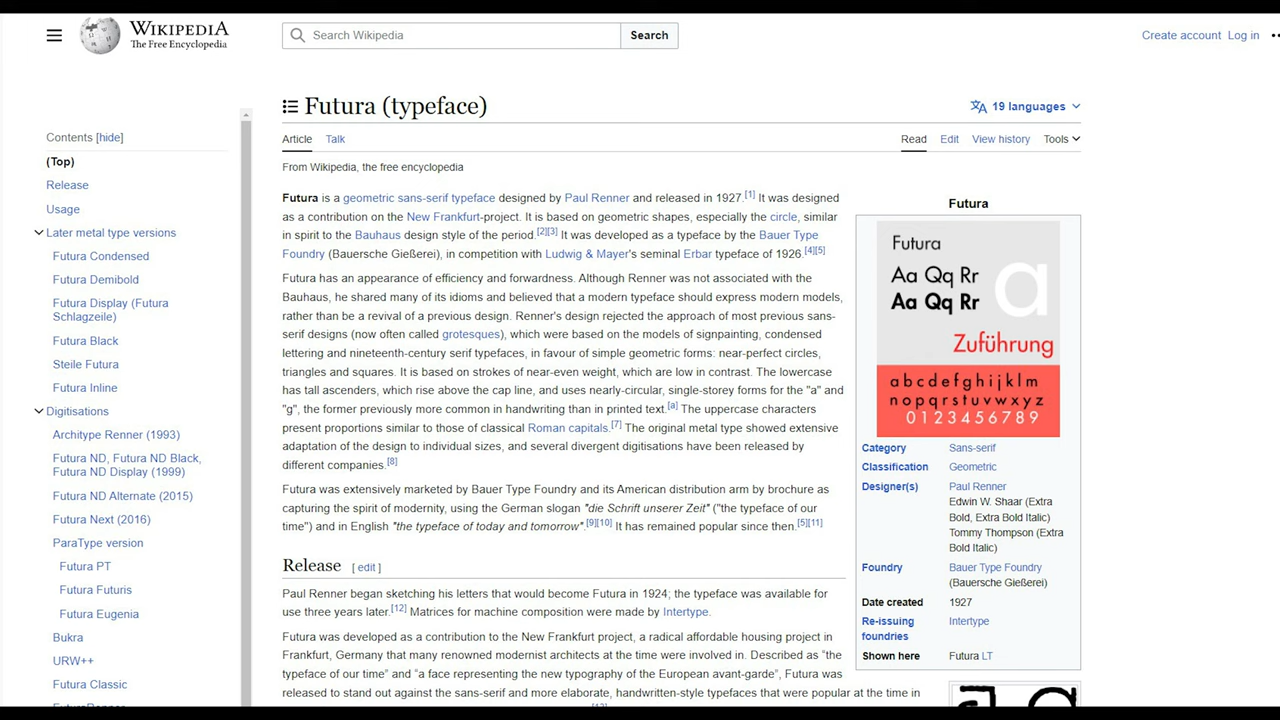 WIKIPEDIA
The Free Encyclopedia
Search Wikipedia
Search
Create account Log in
Contents [hide]
(Top)
Release
Usage
Later metal type versions
Futura Condensed
Futura Demibold
Futura Display (Futura
Schlagzeile)
Futura Black
Steile Futura
Futura Inline
Digitisations
Architype Renner (1993)
Futura ND, Futura ND Black,
Futura ND Display (1999)
Futura ND Alternate (2015)
Futura Next (2016)
ParaType version
Futura PT
Futura Futuris
Futura Eugenia
Bukra
URW++
Futura Classic
Futura (typeface)
19 languages
Article Talk
Read Edit View history Tools
From Wikipedia, the free encyclopedia
Futura is a geometric sans-serif typeface designed by Paul Renner and released in 1927.[1] It was designed
as a contribution on the New Frankfurt-project. It is based on geometric shapes, especially the circle, similar
in spirit to the Bauhaus design style of the period.[2][3] It was developed as a typeface by the Bauer Type
Foundry (Bauersche Gießerei), in competition with Ludwig & Mayer's seminal Erbar typeface of 1926.[4][5]
Futura has an appearance of efficiency and forwardness. Although Renner was not associated with the
Bauhaus, he shared many of its idioms and believed that a modern typeface should express modern models,
rather than be a revival of a previous design. Renner's design rejected the approach of most previous sans-
serif designs (now often called grotesques), which were based on the models of signpainting, condensed
lettering and nineteenth-century serif typefaces, in favour of simple geometric forms: near-perfect circles,
triangles and squares. It is based on strokes of near-even weight, which are low in contrast. The lowercase
has tall ascenders, which rise above the cap line, and uses nearly-circular, single-storey forms for the "a" and
"g", the former previously more common in handwriting than in printed text.[a] The uppercase characters
present proportions similar to those of classical Roman capitals.[7] The original metal type showed extensive
adaptation of the design to individual sizes, and several divergent digitisations have been released by
different companies.[8]
Futura was extensively marketed by Bauer Type Foundry and its American distribution arm by brochure as
capturing the spirit of modernity, using the German slogan "die Schrift unserer Zeit" ("the typeface of our
time") and in English "the typeface of today and tomorrow".[9][10] It has remained popular since then.[5][11]
Release [ edit ]
Paul Renner began sketching his letters that would become Futura in 1924; the typeface was available for
use three years later.[12] Matrices for machine composition were made by Intertype.
Futura was developed as a contribution to the New Frankfurt project, a radical affordable housing project in
Frankfurt, Germany that many renowned modernist architects at the time were involved in. Described as “the
typeface of our time” and “a face representing the new typography of the European avant-garde”, Futura was
released to stand out against the sans-serif and more elaborate, handwritten-style typefaces that were popular at the time in
Futura
Futura
Aa Qq Rr
Aa Qq Rr
a
Zuführung
abcdefghijklm
nopqrstuvwxyz
0123456789
Category Sans-serif
Classification Geometric
Designer(s) Paul Renner
Edwin W. Shaar (Extra
Bold, Extra Bold Italic)
Tommy Thompson (Extra
Bold Italic)
Foundry Bauer Type Foundry
(Bauersche Gießerei)
Date created 1927
Re-issuing Intertype
foundries
Shown here Futura LT